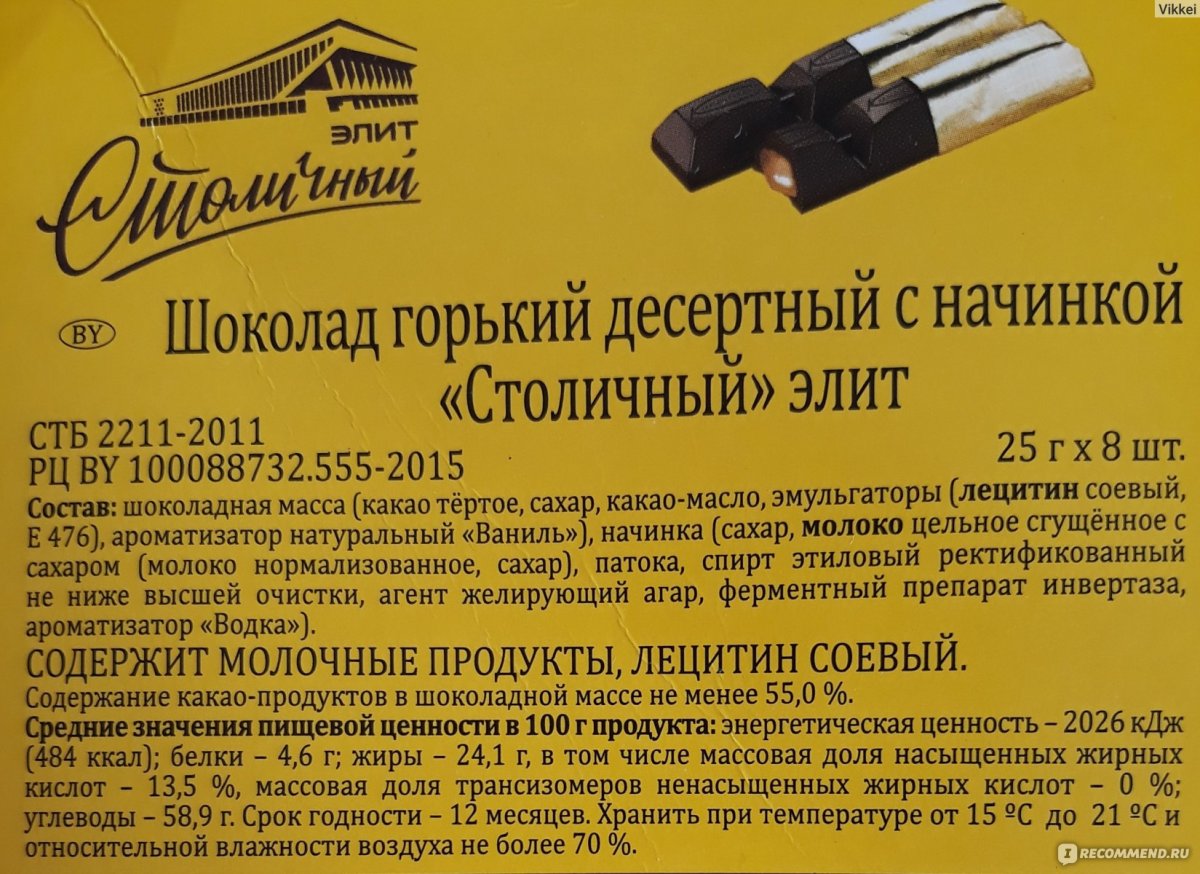 Vikkei
ЭЛИТ
Столичный
BY
Шоколад горький десертный с начинкой
«Столичный» элит
СТБ 2211-2011
РЦ BY 100088732.555-2015
25 г х 8 шт.
Состав: шоколадная масса (какао тёртое, сахар, какао-масло, эмульгаторы (лецитин соевый,
Е 476), ароматизатор натуральный «Ваниль»), начинка (сахар, молоко цельное сгущённое с
сахаром (молоко нормализованное, сахар), патока, спирт этиловый ректификованный
не ниже высшей очистки, агент желирующий агар, ферментный препарат инвертаза,
ароматизатор «Водка»).
СОДЕРЖИТ МОЛОЧНЫЕ ПРОДУКТЫ, ЛЕЦИТИН СОЕВЫЙ.
Содержание какао-продуктов в шоколадной массе не менее 55,0 %.
Средние значения пищевой ценности в 100 г продукта: энергетическая ценность – 2026 кДж
(484 ккал); белки – 4,6 г; жиры – 24,1 г, в том числе массовая доля насыщенных жирных
кислот – 13,5 %, массовая доля трансизомеров ненасыщенных жирных кислот – 0 %;
углеводы – 58,9 г. Срок годности – 12 месяцев. Хранить при температуре от 15 ºС до 21 ºС и
относительной влажности воздуха не более 70 %.
I RECOMMEND.RU